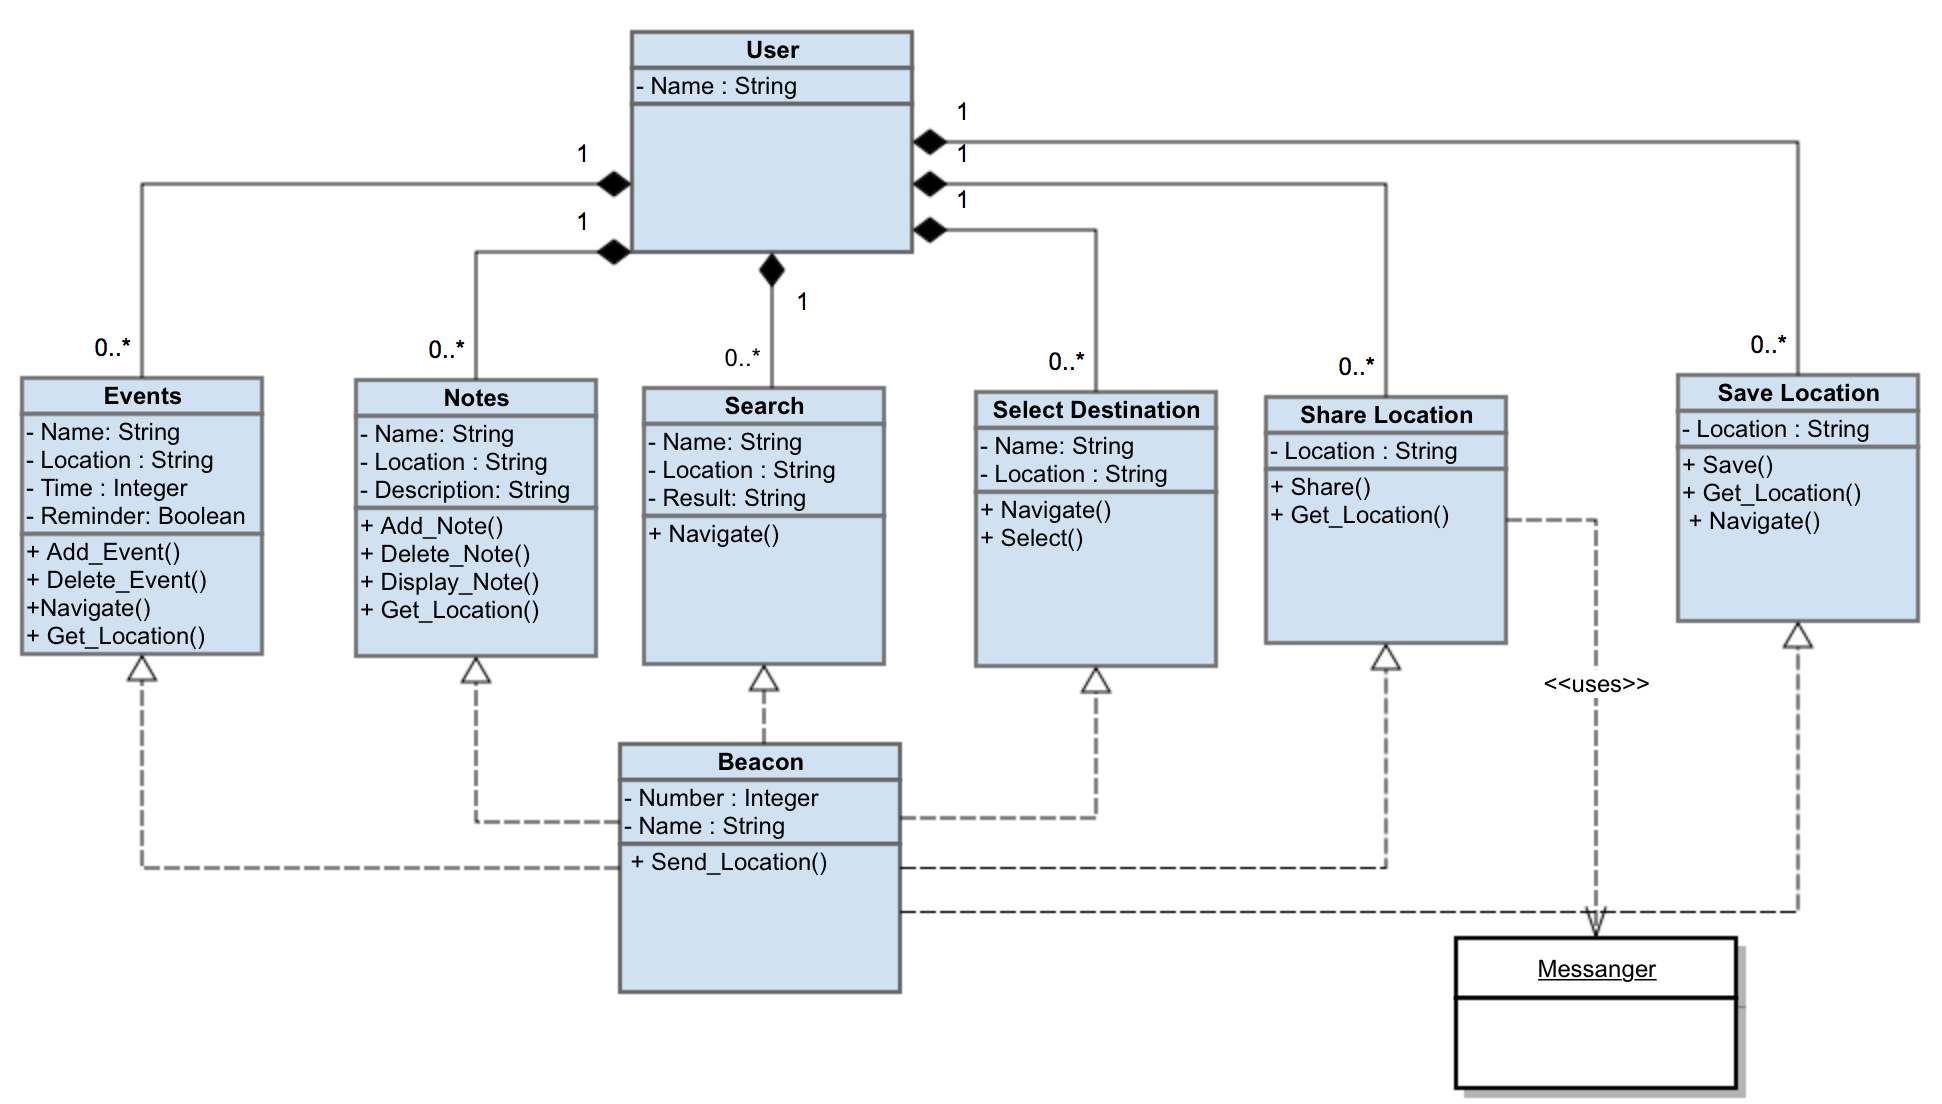 User
- Name : String
1
1
1
1
1
1
0..*
0..*
0..*
0..*
0..*
0..*
Events
- Name: String
- Location : String
- Time : Integer
- Reminder: Boolean
+ Add_Event()
+ Delete_Event()
+Navigate()
+ Get_Location()
Notes
- Name: String
- Location : String
- Description: String
+ Add_Note()
+ Delete_Note()
+ Display_Note()
+ Get_Location()
Search
- Name: String
- Location : String
- Result: String
+ Navigate()
Select Destination
- Name: String
- Location : String
+ Navigate()
+ Select()
Share Location
- Location : String
+ Share()
+ Get_Location()
Save Location
- Location : String
+ Save()
+ Get_Location()
+ Navigate()
<<uses>>
Beacon
- Number : Integer
- Name : String
+ Send_Location()
Messanger